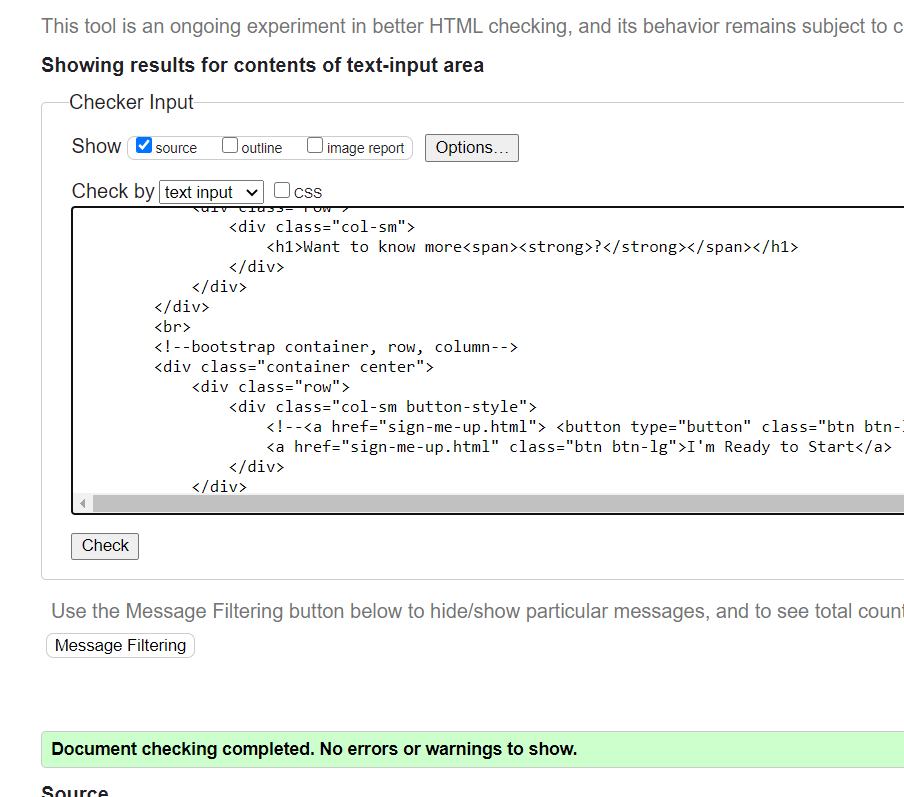 This tool is an ongoing experiment in better HTML checking, and its behavior remains subject to c
Showing results for contents of text-input area
Checker Input
Show source outline image report Options...
Check by text input CSS
<div class="row">
<div class="col-sm">
<h1>Want to know more<span><strong>?</strong></span></h1>
</div>
</div>
</div>
<br>
<!--bootstrap container, row, column-->
<div class="container center">
<div class="row">
<div class="col-sm button-style">
<!--<a href="sign-me-up.html"> <button type="button" class="btn btn-
<a href="sign-me-up.html" class="btn btn-lg">I'm Ready to Start</a>
</div>
</div>
Check
Use the Message Filtering button below to hide/show particular messages, and to see total coun
Message Filtering
Document checking completed. No errors or warnings to show.
Source